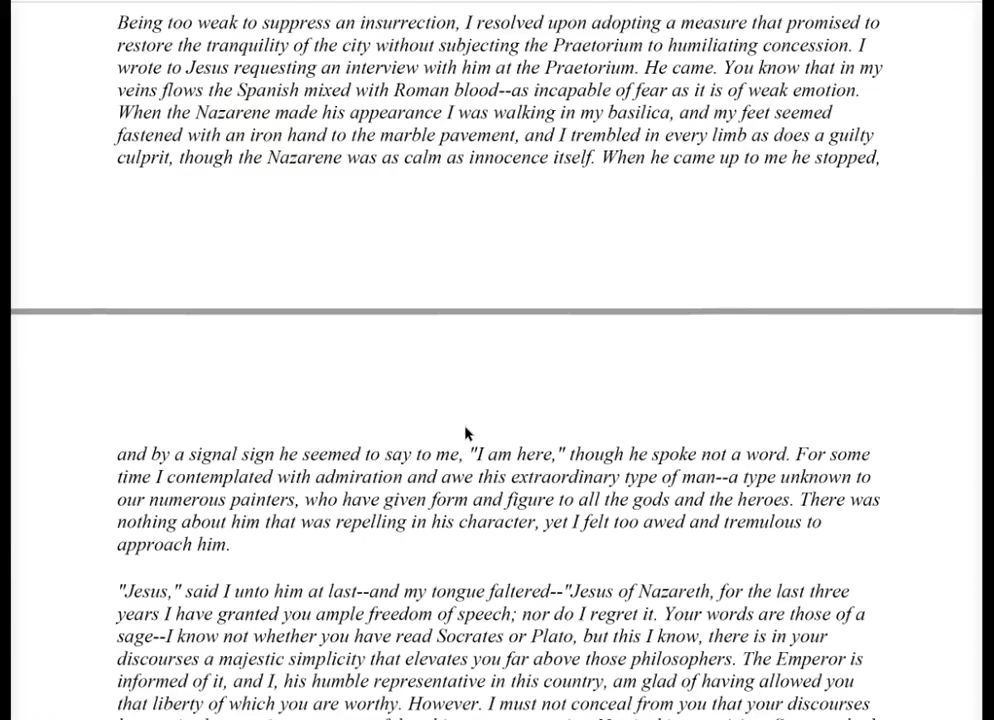 Being too weak to suppress an insurrection, I resolved upon adopting a measure that promised to
restore the tranquility of the city without subjecting the Praetorium to humiliating concession. I
wrote to Jesus requesting an interview with him at the Praetorium. He came. You know that in my
veins flows the Spanish mixed with Roman blood--as incapable of fear as it is of weak emotion.
When the Nazarene made his appearance I was walking in my basilica, and my feet seemed
fastened with an iron hand to the marble pavement, and I trembled in every limb as does a guilty
culprit, though the Nazarene was as calm as innocence itself. When he came up to me he stopped,
and by a signal sign he seemed to say to me, "I am here," though he spoke not a word. For some
time I contemplated with admiration and awe this extraordinary type of man--a type unknown to
our numerous painters, who have given form and figure to all the gods and the heroes. There was
nothing about him that was repelling in his character, yet I felt too awed and tremulous to
approach him.
"Jesus," said I unto him at last--and my tongue faltered--"Jesus of Nazareth, for the last three
years I have granted you ample freedom of speech; nor do I regret it. Your words are those of a
sage--I know not whether you have read Socrates or Plato, but this I know, there is in your
discourses a majestic simplicity that elevates you far above those philosophers. The Emperor is
informed of it, and I, his humble representative in this country, am glad of having allowed you
that liberty of which you are worthy. However. I must not conceal from you that your discourses